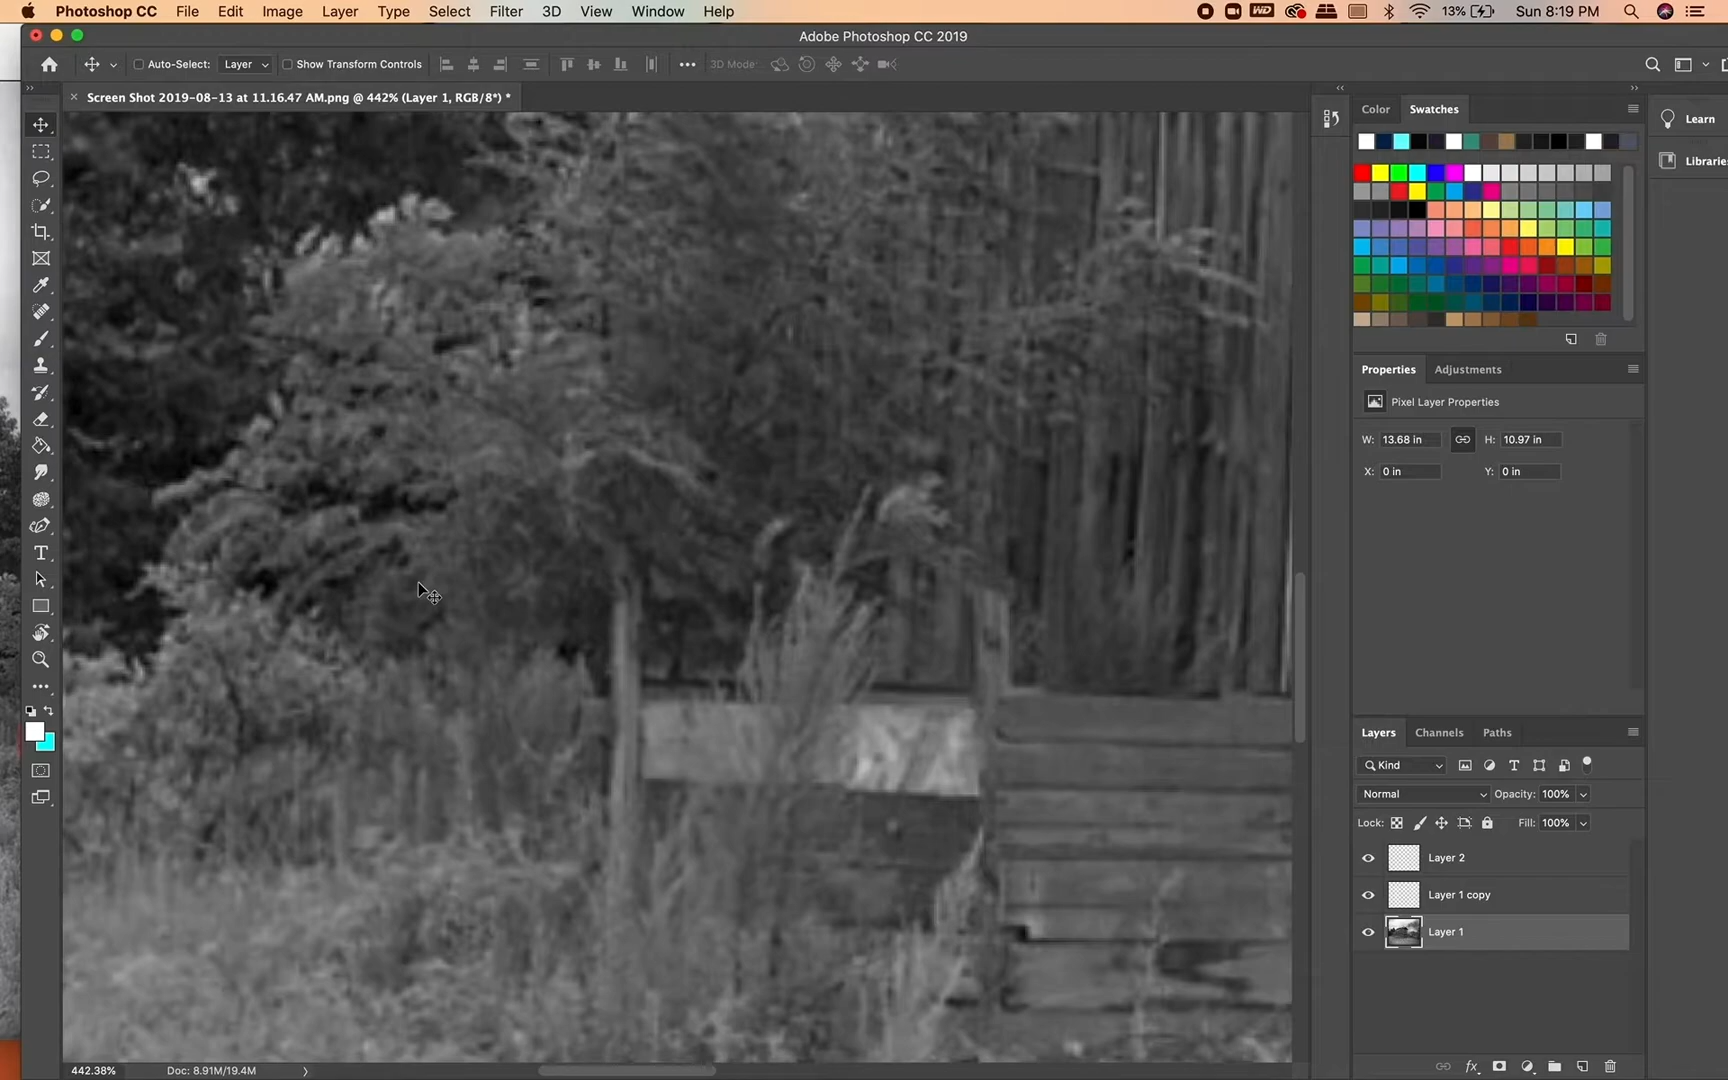 Photoshop CC File Edit Image Layer Type Select Filter 3D View Window Help 13% Sun 8:19 PM
Adobe Photoshop CC 2019
Auto-Select: Layer Show Transform Controls 3D Mode:
Screen Shot 2019-08-13 at 11.16.47 AM.png @ 442% (Layer 1, RGB/8*) *
Color Swatches
Learn
Libraries
Properties Adjustments
Pixel Layer Properties
W: 13.68 in H: 10.97 in
X: 0 in Y: 0 in
Layers Channels Paths
Kind
Normal Opacity: 100%
Lock: Fill: 100%
Layer 2
Layer 1 copy
Layer 1
442.38% Doc: 8.91M/19.4M